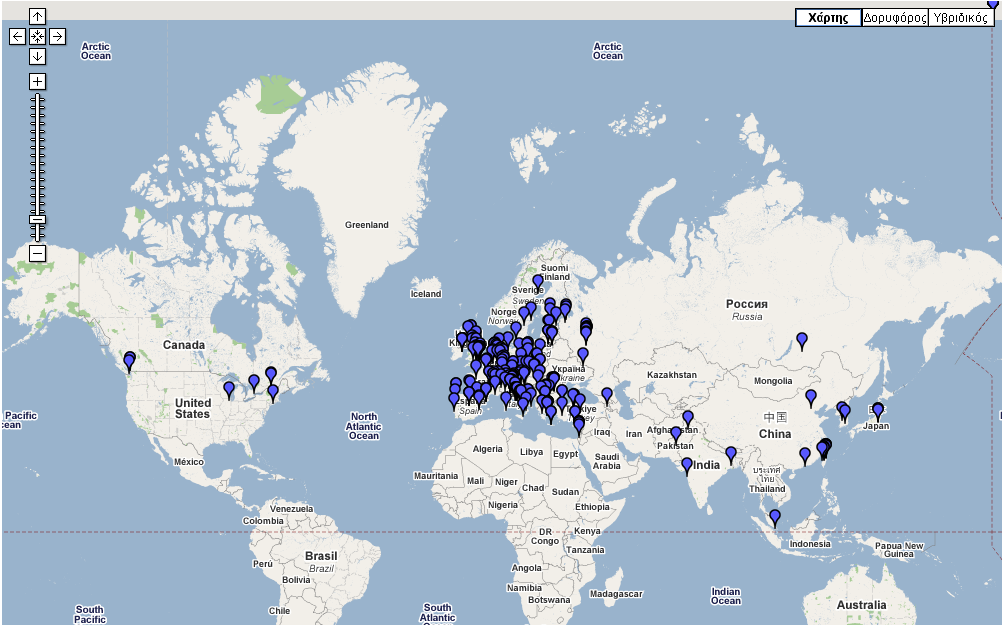 Χάρτης
Δορυφόρος
Υβριδικός
Arctic
Ocean
Arctic
Ocean
Greenland
Iceland
Suomi
Finland
Sverige
Sweden
Norge
Norway
Россия
Russia
Canada
Україна
Ukraine
Kazakhstan
Mongolia
United
States
Pacific
North
Atlantic
Ocean
中国
China
Japan
Afghanistan
Iraq
Iran
Pakistan
México
Algeria
Libya
Egypt
Saudi
Arabia
India
Mauritania
Mali
Niger
Chad
Sudan
ประเทศ
ไทย
Thailand
Nigeria
Ethiopia
Venezuela
Colombia
DR
Congo
Kenya
Tanzania
Indonesia
Papua New
Guinea
Brasil
Brazil
Perú
Bolivia
Angola
Namibia
Botswana
Madagascar
Indian
Ocean
Chile
South
Pacific
South
Atlantic
Australia